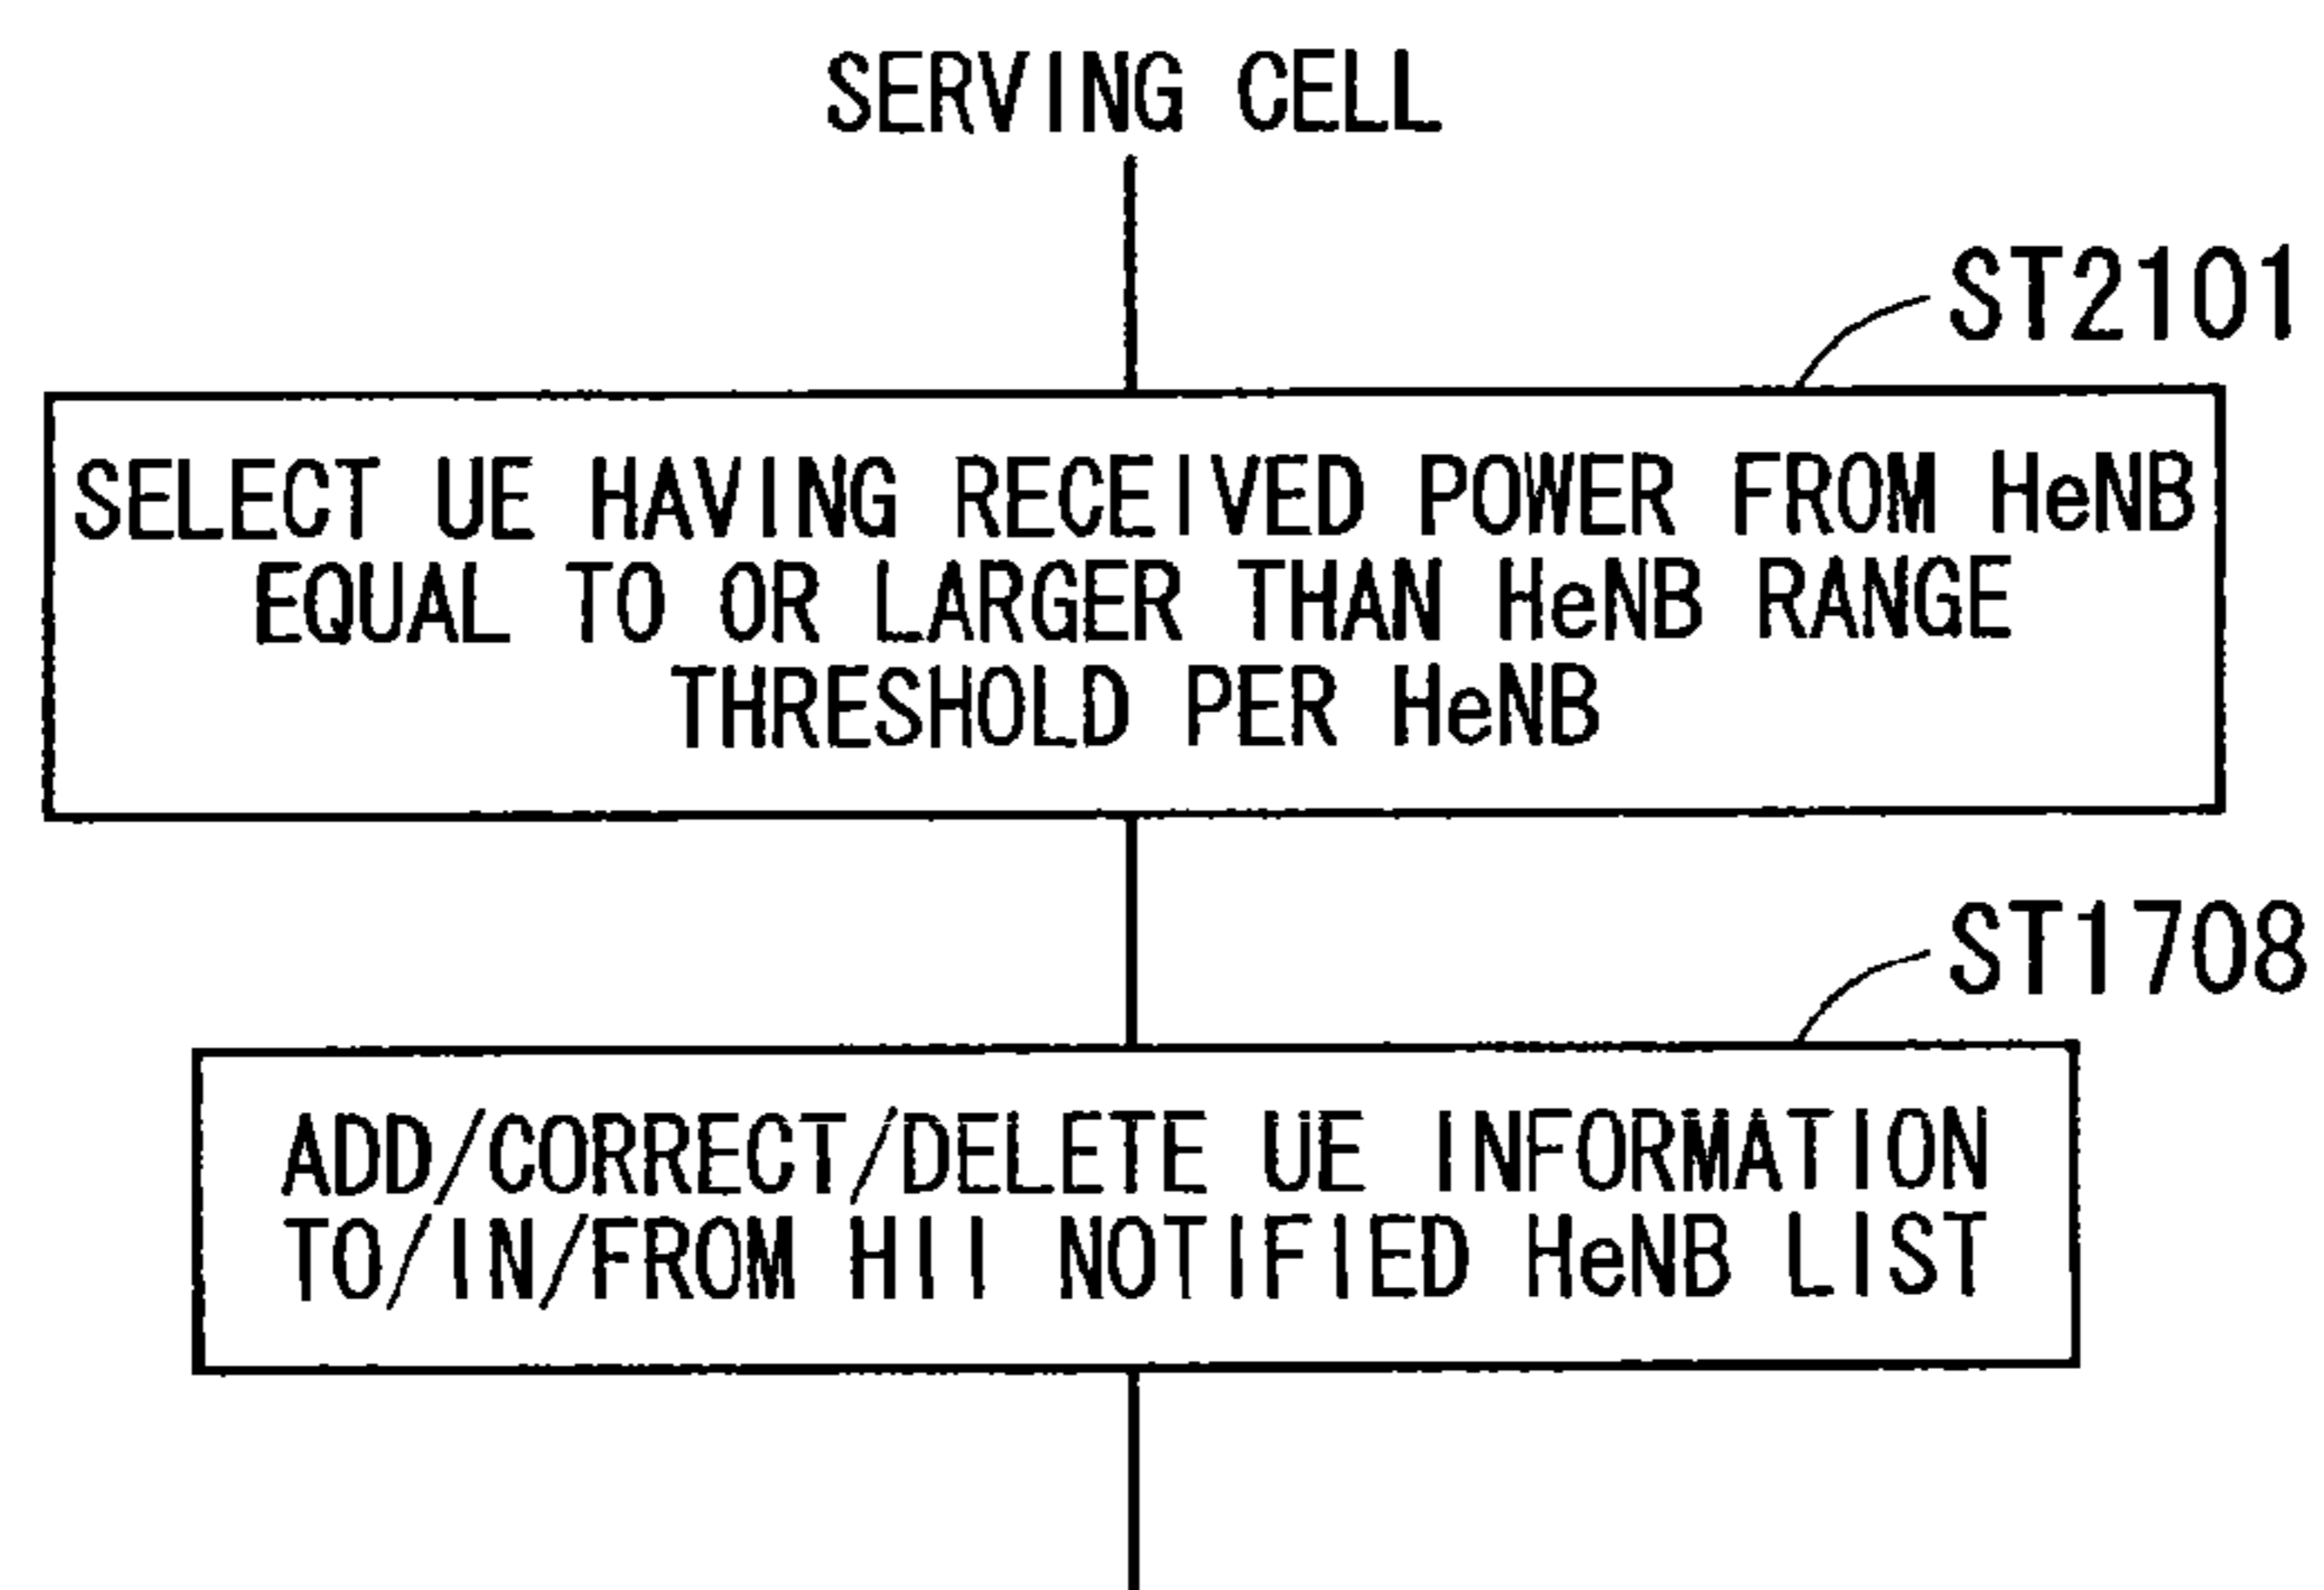 SERVING CELL
ST2101
SELECT UE HAVING RECEIVED POWER FROM HeNB
EQUAL TO OR LARGER THAN HeNB RANGE
THRESHOLD PER HeNB
ST1708
ADD/CORRECT/DELETE UE INFORMATION
TO/IN/FROM HII NOTIFIED HeNB LIST